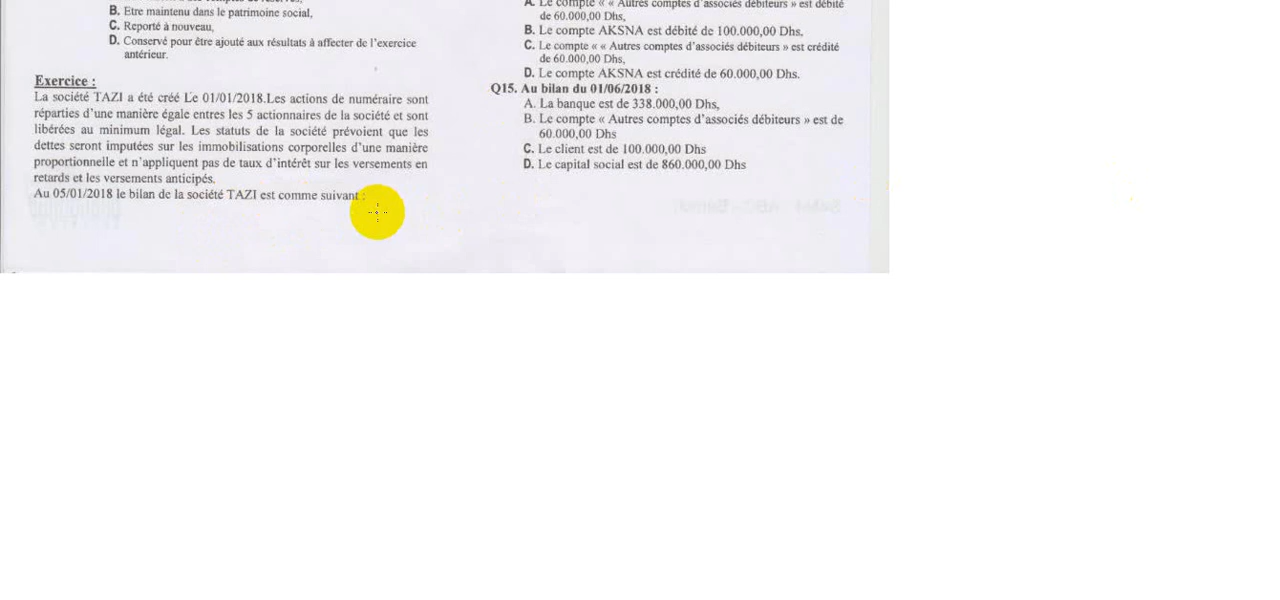 B. Etre maintenu dans le patrimoine social,
C. Reporté à nouveau,
D. Conservé pour être ajouté aux résultats à affecter de l'exercice
antérieur.
Exercice :
La société TAZI a été créé Le 01/01/2018.Les actions de numéraire sont
réparties d'une manière égale entres les 5 actionnaires de la société et sont
libérées au minimum légal. Les statuts de la société prévoient que les
dettes seront imputées sur les immobilisations corporelles d'une manière
proportionnelle et n'appliquent pas de taux d'intérêt sur les versements en
retards et les versements anticipés.
Au 05/01/2018 le bilan de la société TAZI est comme suivant :
A. Le compte « « Autres comptes d'associés débiteurs » est débité
de 60.000,00 Dhs,
B. Le compte AKSNA est débité de 100.000,00 Dhs.
C. Le compte « « Autres comptes d'associés débiteurs » est crédité
de 60.000,00 Dhs,
D. Le compte AKSNA est crédité de 60.000,00 Dhs.
Q15. Au bilan du 01/06/2018 :
A. La banque est de 338.000,00 Dhs,
B. Le compte « Autres comptes d'associés débiteurs » est de
60.000,00 Dhs
C. Le client est de 100.000,00 Dhs
D. Le capital social est de 860.000,00 Dhs